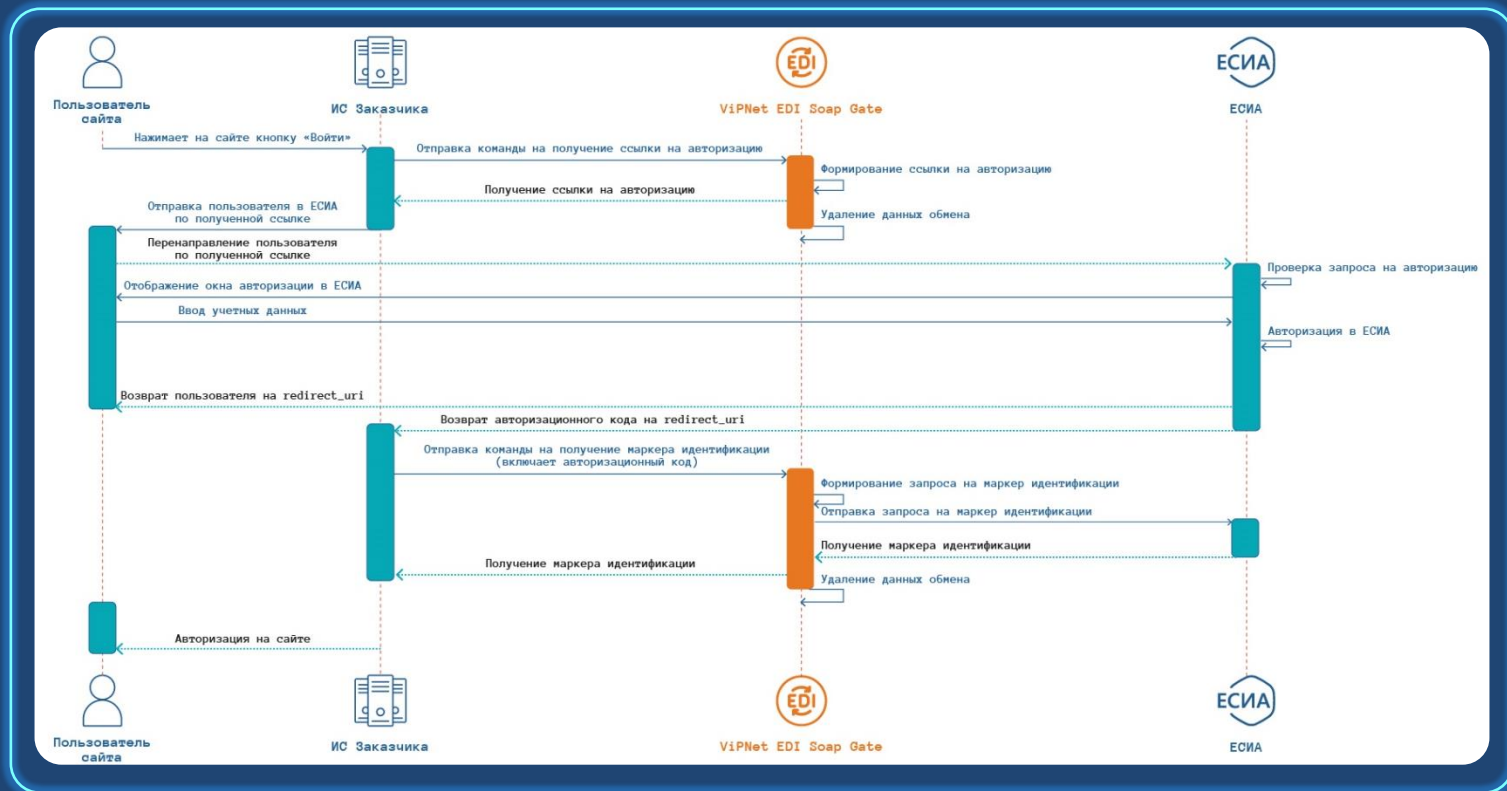 EDI
ЕСИА
Пользователь
сайта
ИС Заказчика
ViPNet EDI Soap Gate
ЕСИА
Нажимает на сайте кнопку «Войти»
Отправка команды на получение ссылки на авторизацию
Формирование ссылки на авторизацию
Получение ссылки на авторизацию
Отправка пользователя в ЕСИА
по полученной ссылке
Удаление данных обмена
Перенаправление пользователя
по полученной ссылке
Проверка запроса на авторизацию
Отображение окна авторизации в ЕСИА
Ввод учетных данных
Авторизация в ЕСИА
Возврат пользователя на redirect_uri
Возврат авторизационного кода на redirect_uri
Отправка команды на получение маркера идентификации
(включает авторизационный код)
Формирование запроса на маркер идентификации
Отправка запроса на маркер идентификации
Получение маркера идентификации
Получение маркера идентификации
Удаление данных обмена
Авторизация на сайте
EDI
ЕСИА
Пользователь
сайта
ИС Заказчика
ViPNet EDI Soap Gate
ЕСИА